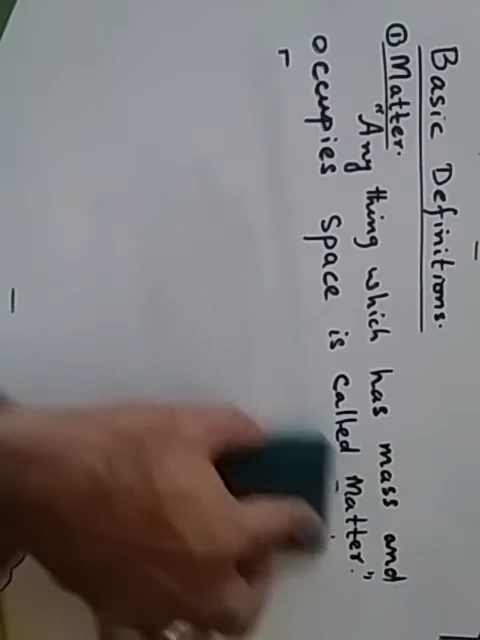 Basic Definitions.
① Matter.
"Any thing which has mass and
occupies space is called Matter."